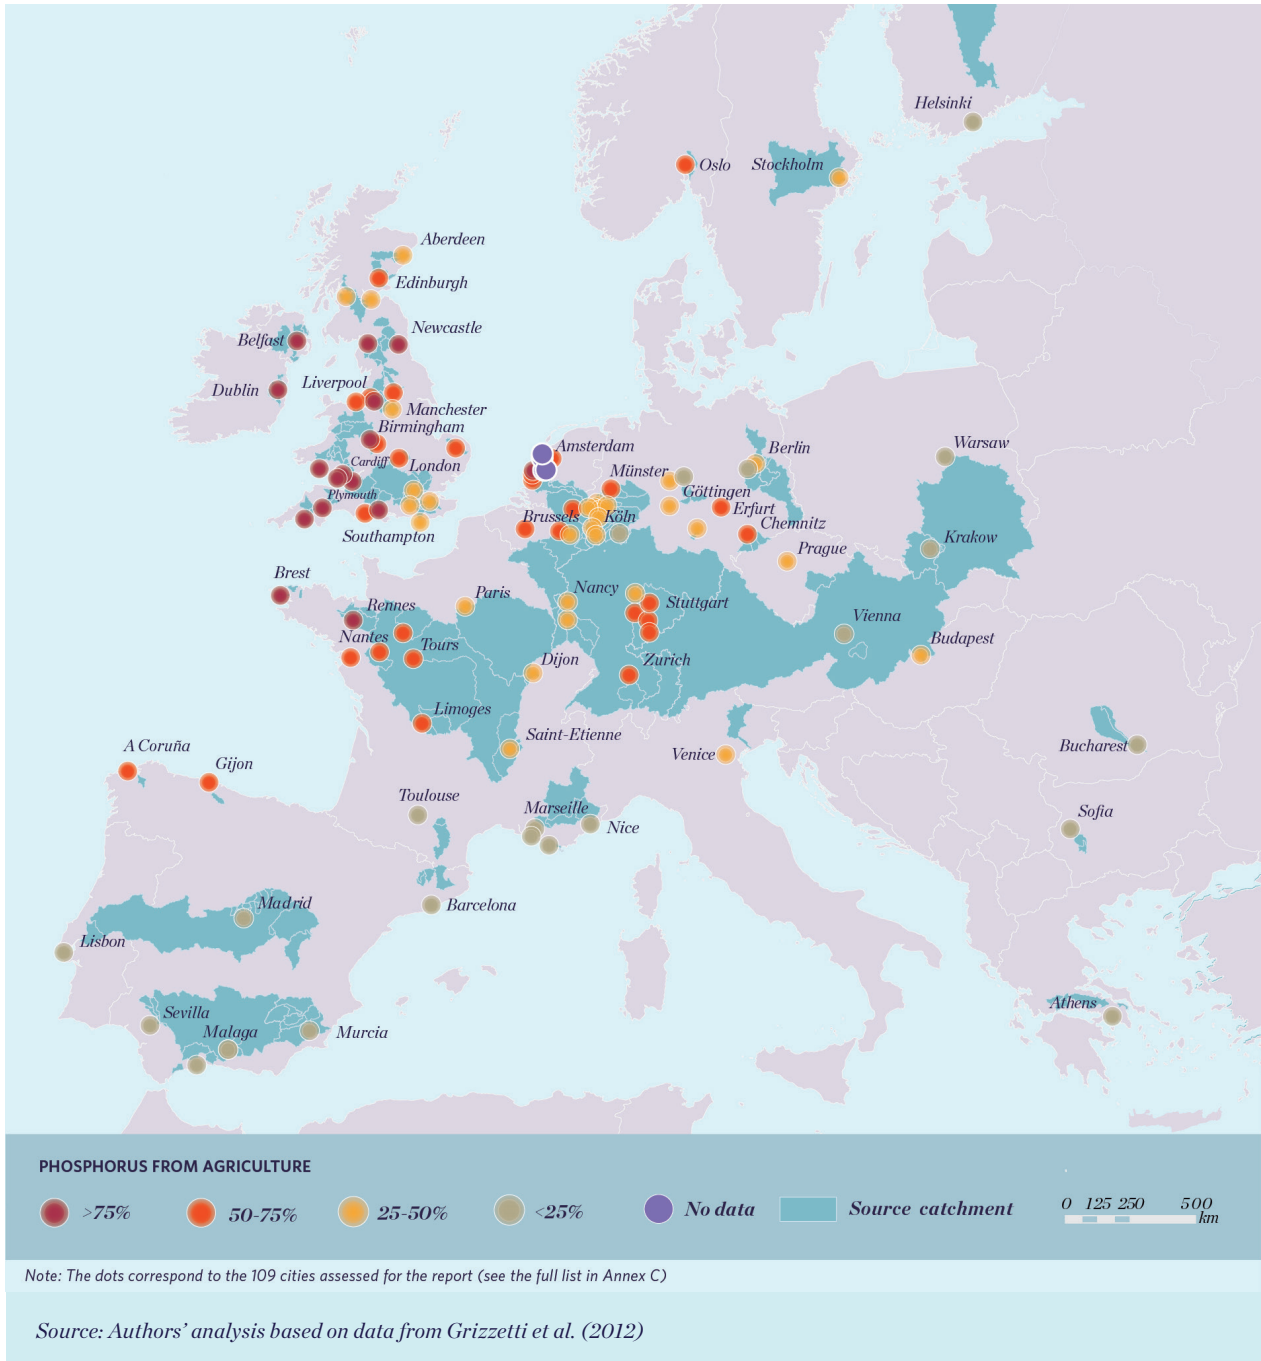 Helsinki
Oslo
Stockholm
Aberdeen
Edinburgh
Newcastle
Belfast
Liverpool
Dublin
Manchester
Birmingham
Amsterdam
Warsaw
Berlin
Cardiff
London
Münster
Göttingen
Plymouth
Erfurt
Brussels
Köln
Chemnitz
Southampton
Krakow
Prague
Brest
Nancy
Paris
Rennes
Stuttgart
Vienna
Nantes
Tours
Budapest
Dijon
Zurich
Limoges
Saint-Etienne
A Coruña
Venice
Bucharest
Gijon
Toulouse
Marseille
Sofia
Nice
Madrid
Barcelona
Lisbon
Athens
Sevilla
Malaga
Murcia
PHOSPHORUS FROM AGRICULTURE
>75%
50-75%
25-50%
<25%
No data
Source catchment
0 125 250 500
km
Note: The dots correspond to the 109 cities assessed for the report (see the full list in Annex C)
Source: Authors' analysis based on data from Grizzetti et al. (2012)